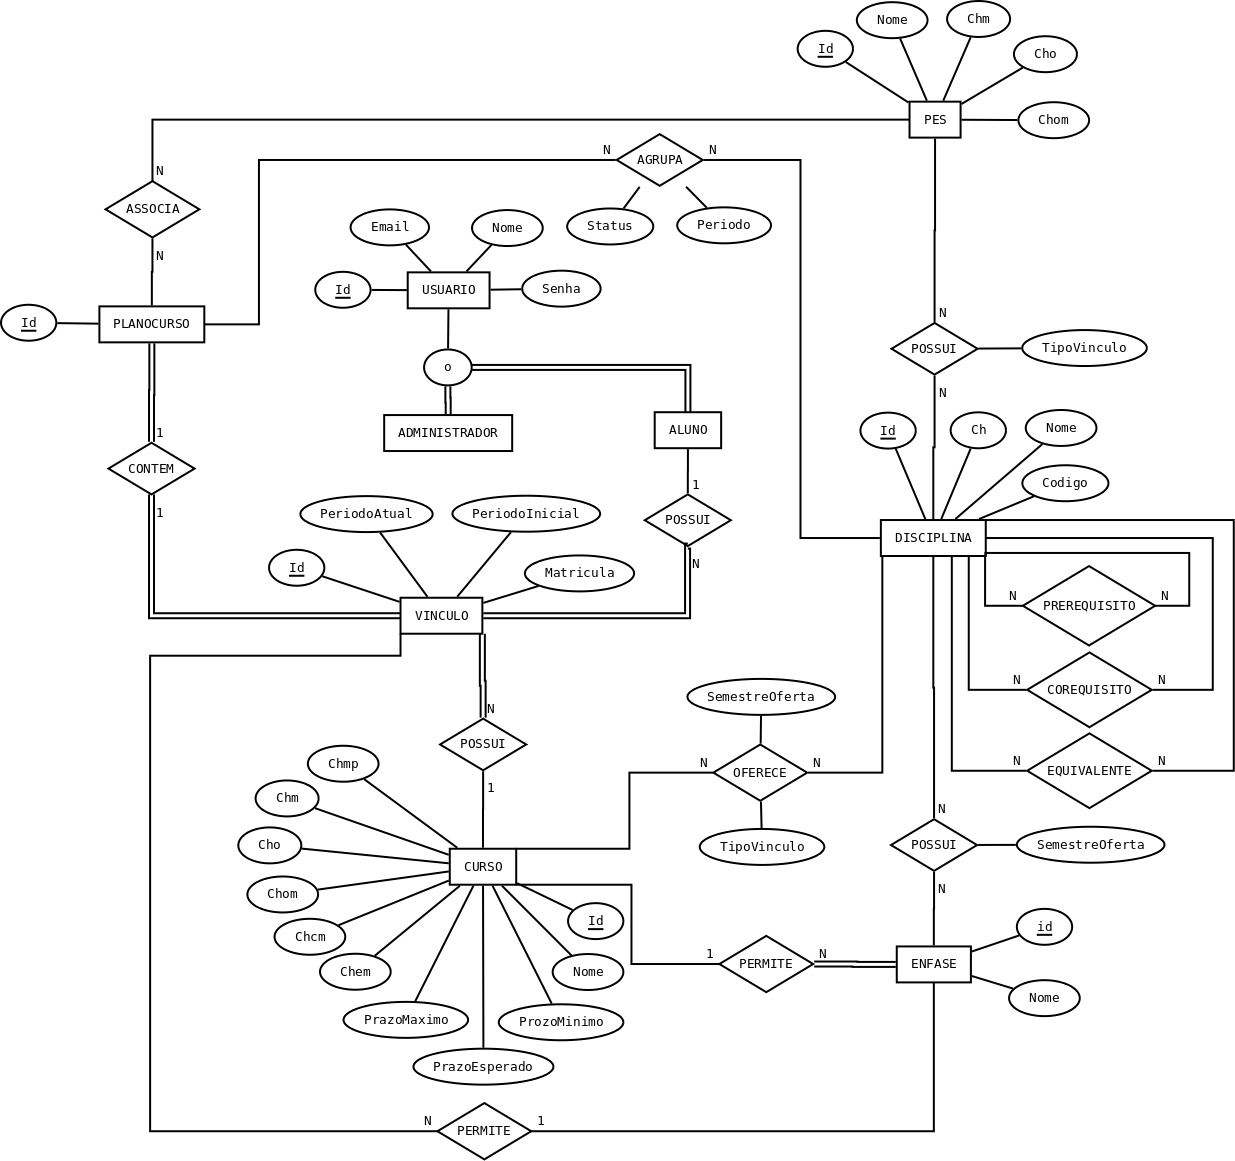 Nome
Chm
Id
Cho
PES
Chom
N
N
AGRUPA
N
ASSOCIA
Status
Periodo
Email
Nome
N
Id
USUARIO
Senha
N
Id
PLANOCURSO
POSSUI
TipoVinculo
o
N
1
ADMINISTRADOR
ALUNO
Id
Ch
Nome
CONTEM
1
Codigo
1
PeriodoAtual
PeriodoInicial
POSSUI
DISCIPLINA
N
Id
Matricula
N
PREREQUISITO
N
VINCULO
N
COREQUISITO
N
SemestreOferta
N
POSSUI
N
OFERECE
N
N
EQUIVALENTE
N
Chmp
1
Chm
N
Cho
POSSUI
SemestreOferta
TipoVinculo
CURSO
Chom
N
Id
id
Chcm
1
PERMITE
N
ENFASE
Chem
Nome
Nome
PrazoMaximo
ProzoMinimo
PrazoEsperado
N
PERMITE
1